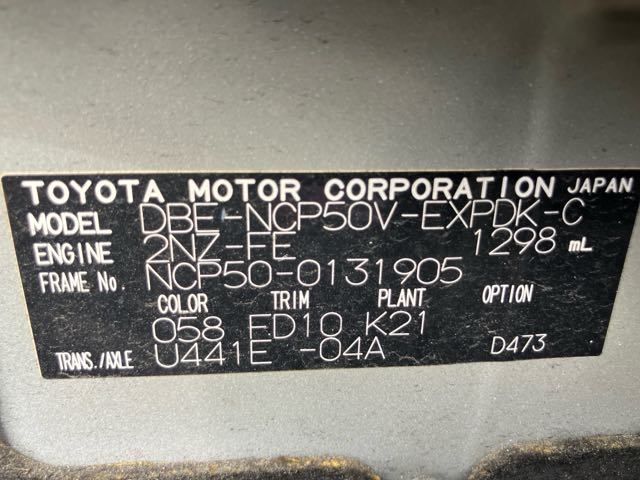 TOYOTA MOTOR CORPORATION JAPAN
MODEL DBE-NCP50V-EXPDK-C
ENGINE 2NZ-FE 1298 mL
FRAME No. NCP50-0131905
COLOR TRIM PLANT OPTION
058 FD10 K21
TRANS./AXLE U441E -04A D473